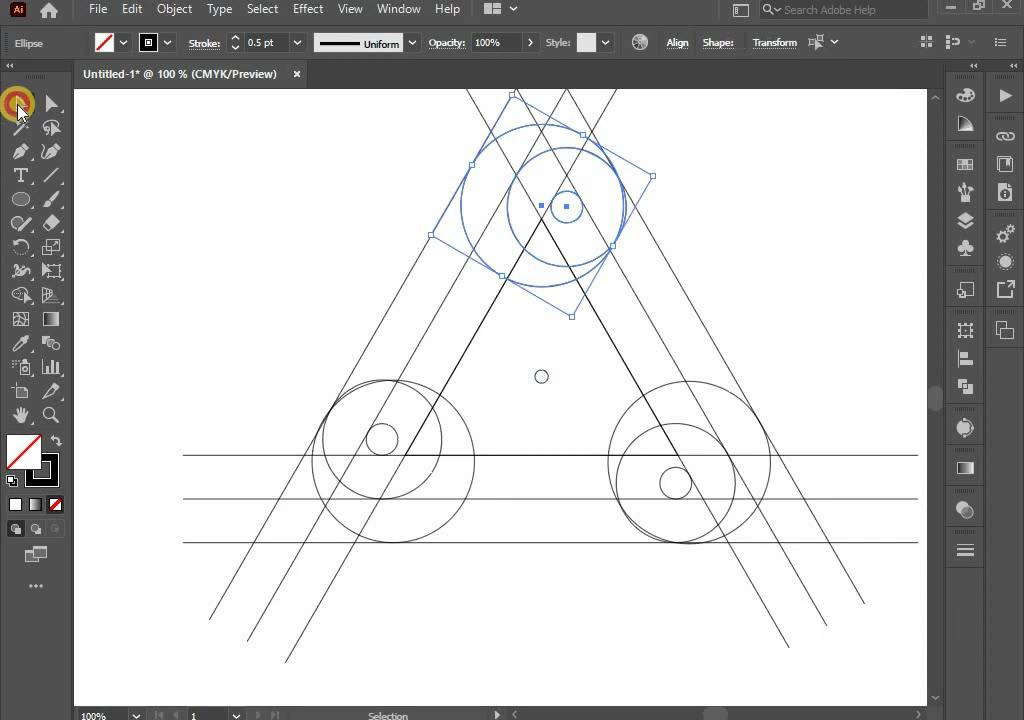 Ai File Edit Object Type Select Effect View Window Help Search Adobe Help
Ellipse Stroke: 0.5 pt Uniform Opacity: 100% Style: Align Shape: Transform
Untitled-1* @ 100 % (CMYK/Preview)
T
100% 1 Selection